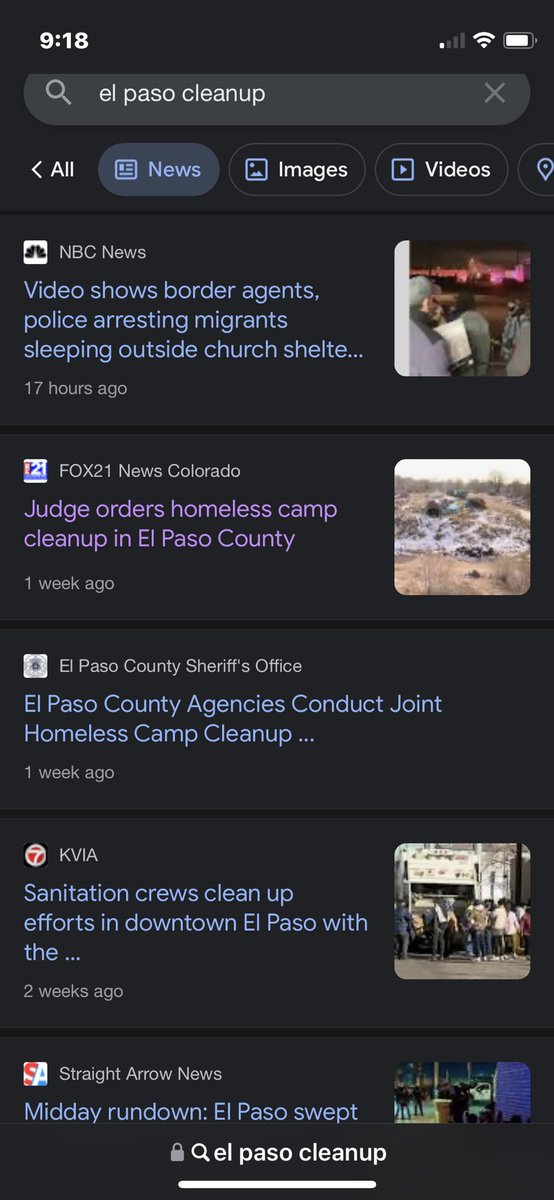 9:18
el paso cleanup
All
News
Images
Videos
NBC News
Video shows border agents,
police arresting migrants
sleeping outside church shelte...
17 hours ago
21
FOX21 News Colorado
Judge orders homeless camp
cleanup in El Paso County
1 week ago
El Paso County Sheriff's Office
El Paso County Agencies Conduct Joint
Homeless Camp Cleanup ...
1 week ago
7
KVIA
Sanitation crews clean up
efforts in downtown El Paso with
the ...
2 weeks ago
SA
Straight Arrow News
Midday rundown: El Paso swept
el paso cleanup